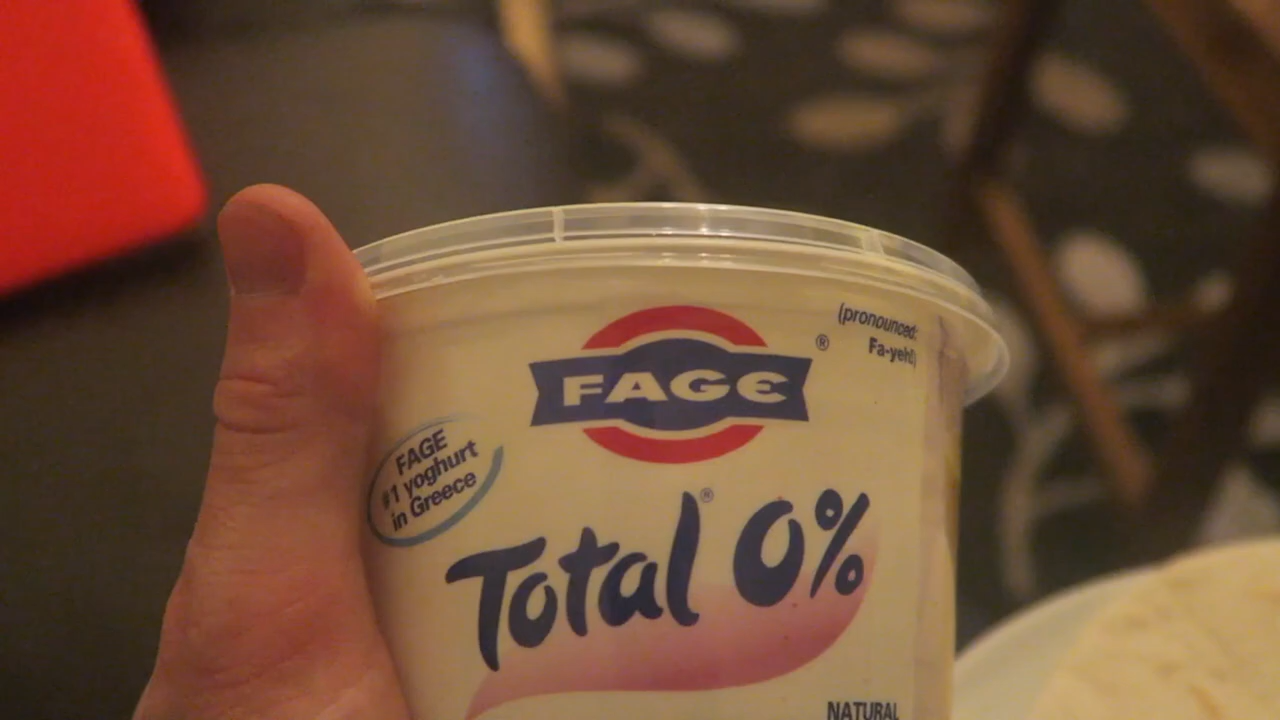 (pronounced:
Fa-yeh!)
®
FAGE
FAGE
#1 yoghurt
in Greece
Total® 0%
NATURAL